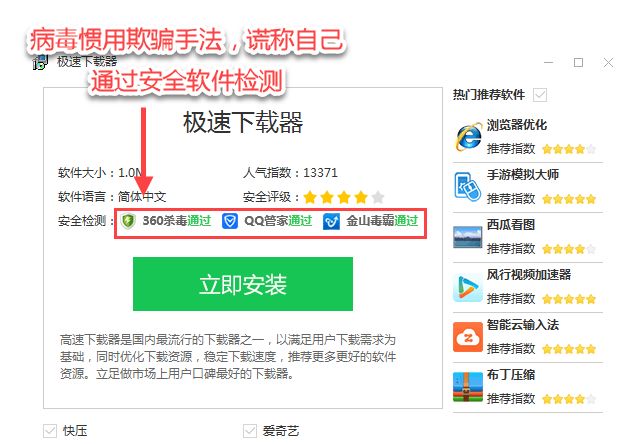 病毒惯用欺骗手法，谎称自己
通过安全软件检测
极速下载器
极速下载器
软件大小：1.0M
人气指数：13371
软件语言：简体中文
安全评级：
安全检测：360杀毒通过 QQ管家通过 金山毒霸通过
立即安装
高速下载器是国内最流行的下载器之一，以满足用户下载需求为
基础，同时优化下载资源，稳定下载速度，推荐更多更好的软件
资源。立足做市场上用户口碑最好的下载器。
热门推荐软件
浏览器优化
推荐指数
手游模拟大师
推荐指数
西瓜看图
推荐指数
风行视频加速器
推荐指数
智能云输入法
推荐指数
布丁压缩
推荐指数
快压
爱奇艺